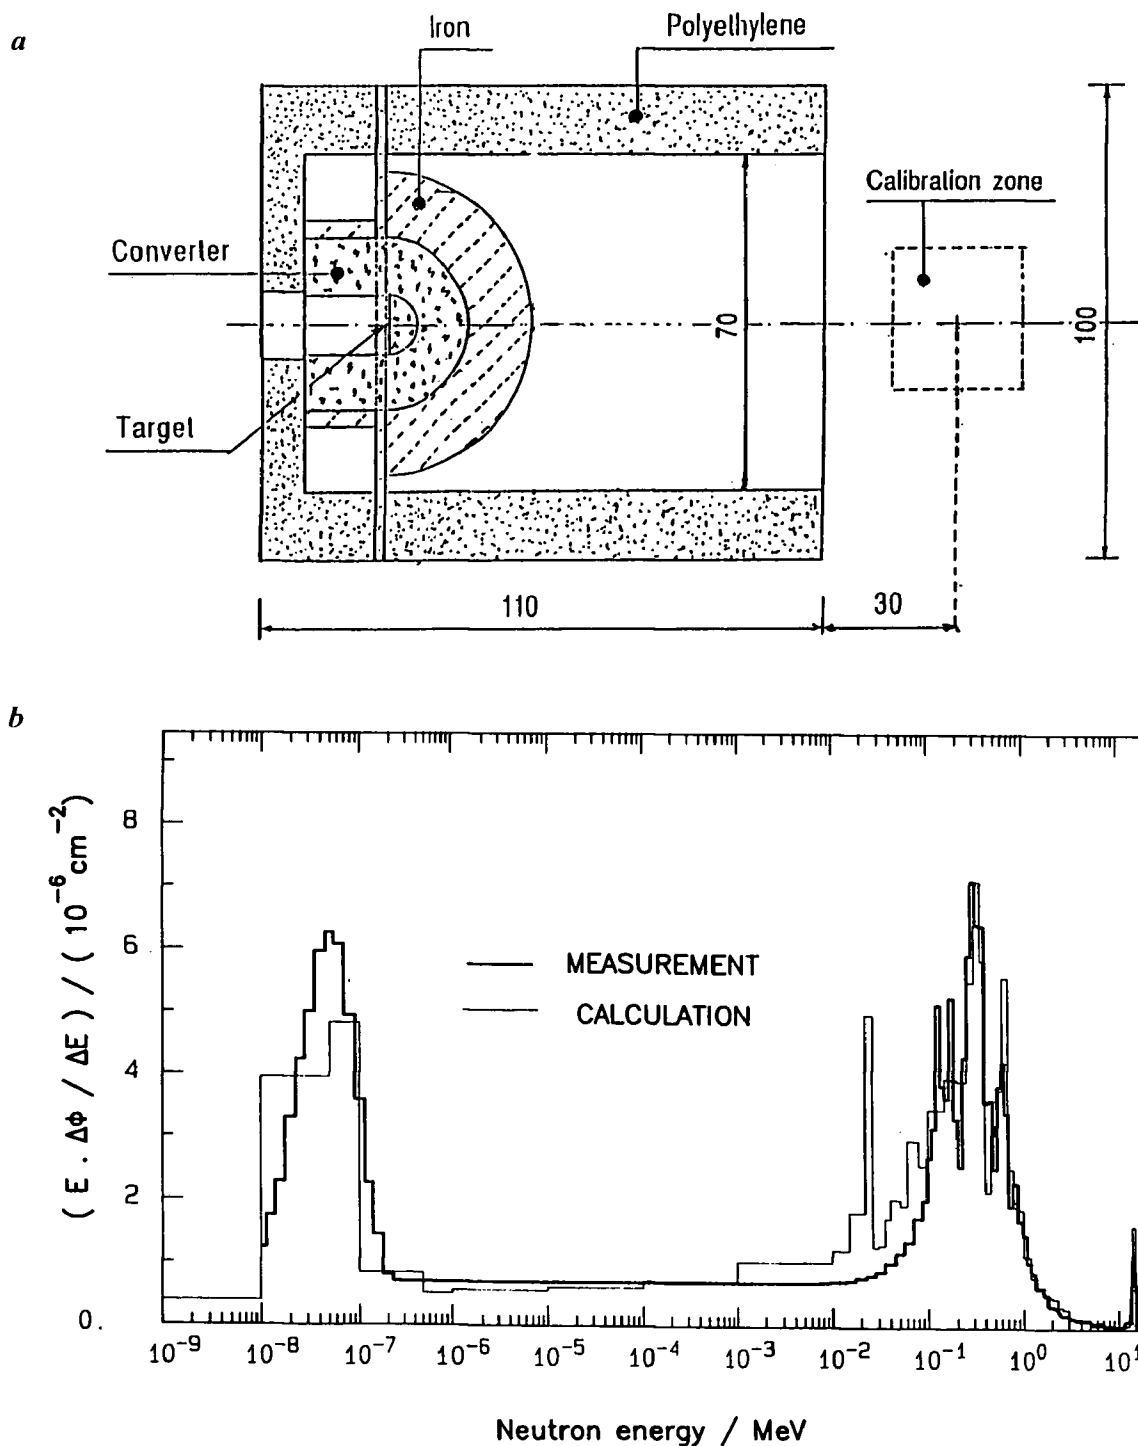 a
Iron
Polyethylene
Calibration zone
Converter
70
100
Target
110
30
b
(E . ΔΦ / ΔE) / (10⁻⁶ cm⁻²)
8
6
4
2
0.
MEASUREMENT
CALCULATION
10⁻⁹ 10⁻⁸ 10⁻⁷ 10⁻⁶ 10⁻⁵ 10⁻⁴ 10⁻³ 10⁻² 10⁻¹ 10⁰ 10¹
Neutron energy / MeV